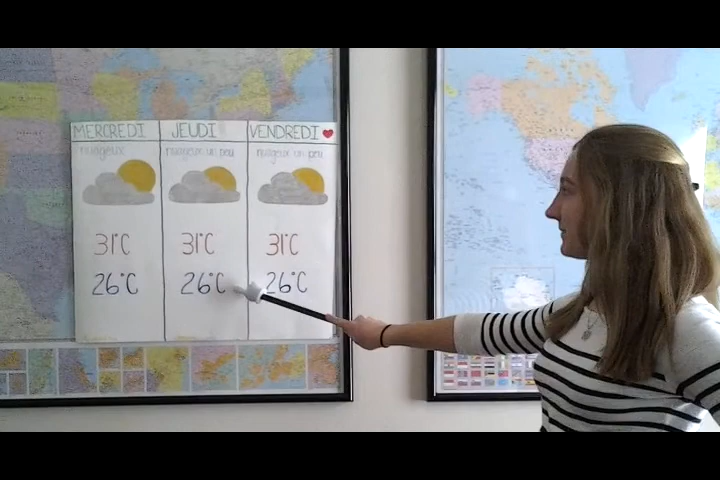 MERCREDI JEUDI VENDREDI
nuageux nuageux un peu nuageux un peu
31°C 31°C 31°C
26°C 26°C 26°C